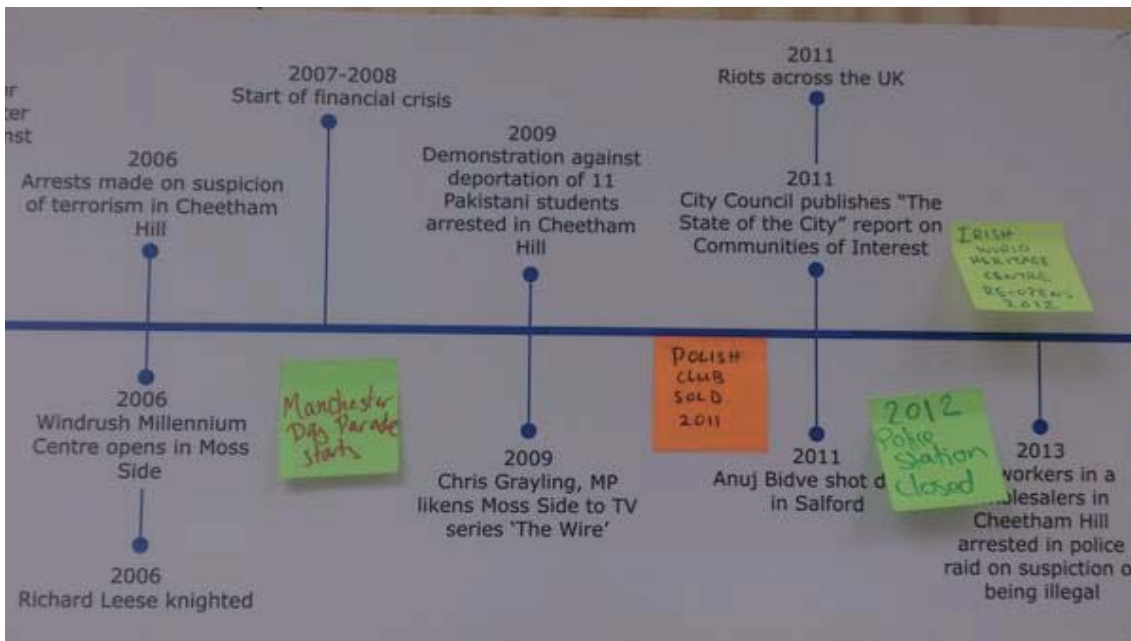 2006
Arrests made on suspicion
of terrorism in Cheetham
Hill
2007-2008
Start of financial crisis
2009
Demonstration against
deportation of 11
Pakistani students
arrested in Cheetham
Hill
2011
Riots across the UK
2011
City Council publishes "The
State of the City" report on
Communities of Interest
IRISH
WORLD
HERITAGE
CENTRE
RE-OPENS
2012
2006
Windrush Millennium
Centre opens in Moss
Side
2006
Richard Leese knighted
Manchester
Day Parade
starts
2009
Chris Grayling, MP
likens Moss Side to TV
series 'The Wire'
POLISH
CLUB
SOLD
2011
2011
Anuj Bidve shot d
in Salford
2012
Police
station
closed
2013
workers in a
olesalers in
Cheetham Hill
arrested in police
raid on suspiction o
being illegal